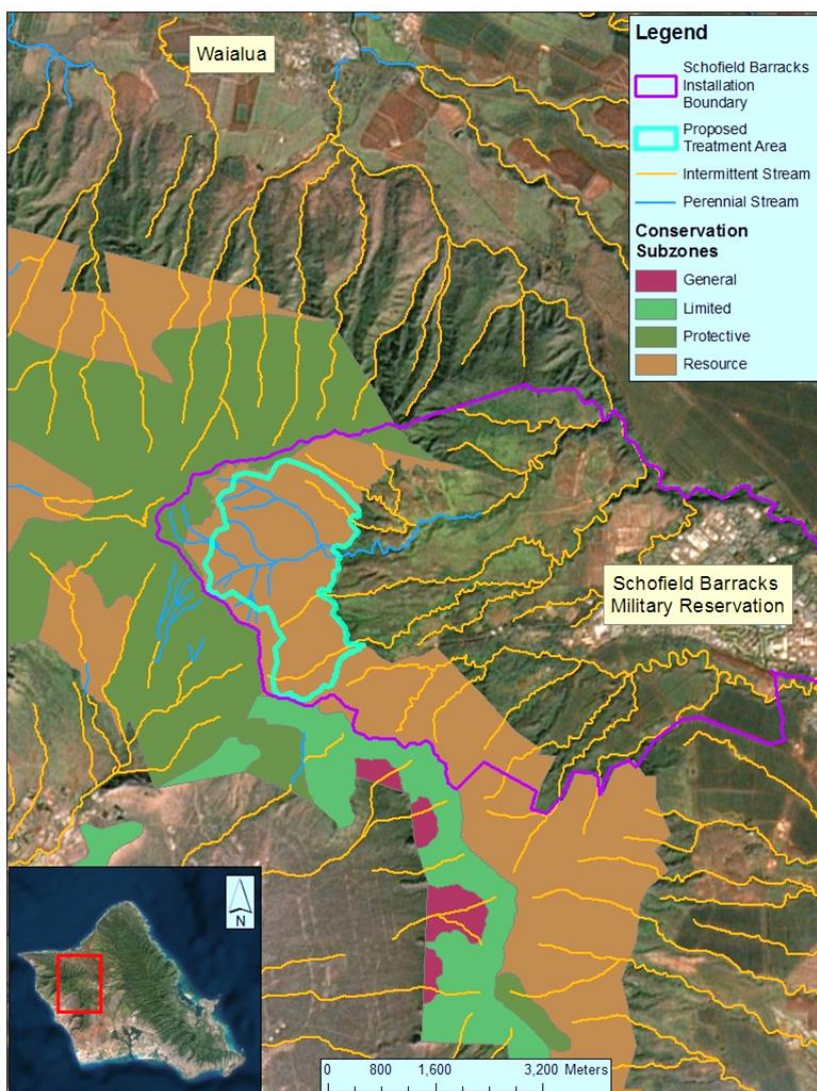 Waialua
Legend
Schofield Barracks
Installation
Boundary
Proposed
Treatment Area
Intermittent Stream
Perennial Stream
Conservation
Subzones
General
Limited
Protective
Resource
Schofield Barracks
Military Reservation
N
0 800 1,600 3,200 Meters